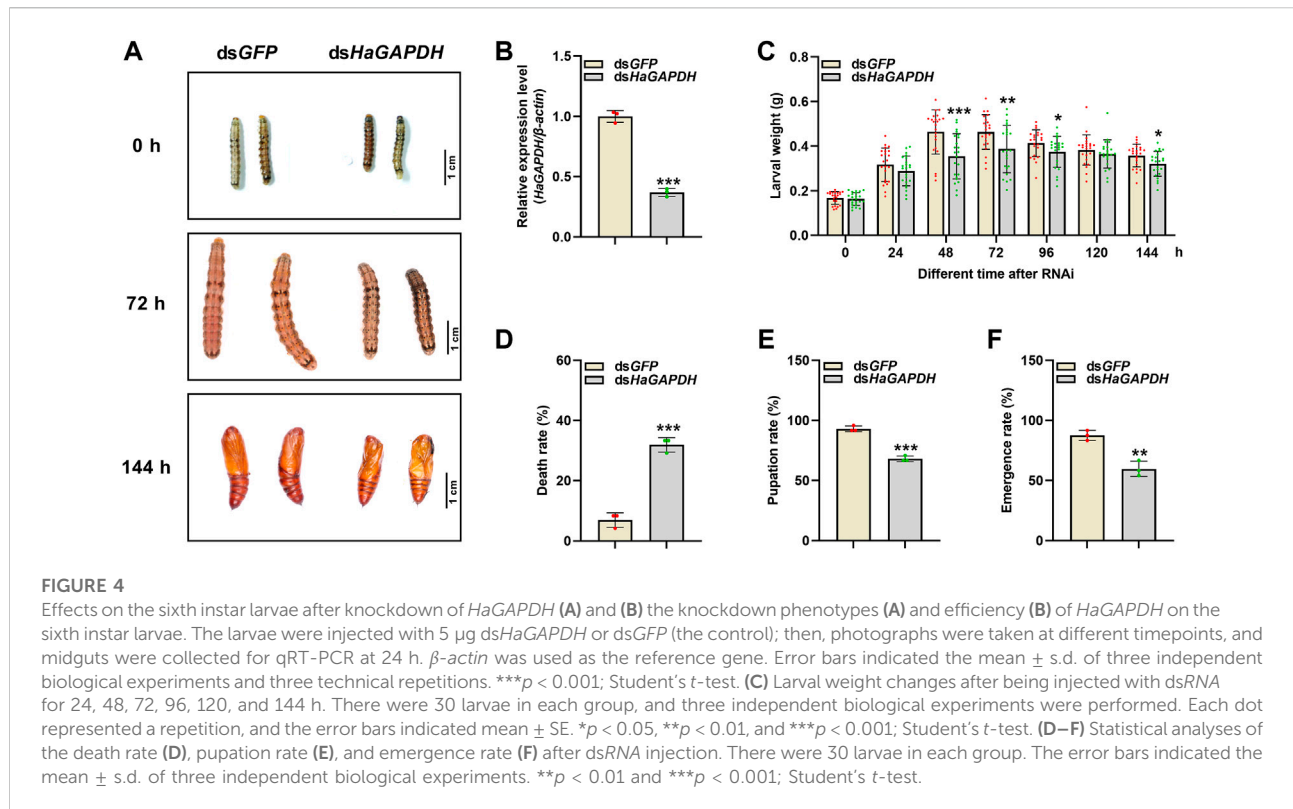 A
dsGFP dsHaGAPDH
0 h
1 cm
72 h
1 cm
144 h
1 cm
B
dsGFP
dsHaGAPDH
Relative expression level
(HaGAPDH/β-actin)
1.5
1.0
0.5
0.0
***
C
dsGFP
dsHaGAPDH
Larval weight (g)
0.8
0.6
0.4
0.2
0.0
*** ** * *
0 24 48 72 96 120 144 h
Different time after RNAi
D
dsGFP
dsHaGAPDH
Death rate (%)
60
40
20
0
***
E
dsGFP
dsHaGAPDH
Pupation rate (%)
150
100
50
0
***
F
dsGFP
dsHaGAPDH
Emergence rate (%)
150
100
50
0
**
FIGURE 4
Effects on the sixth instar larvae after knockdown of HaGAPDH (A) and (B) the knockdown phenotypes (A) and efficiency (B) of HaGAPDH on the
sixth instar larvae. The larvae were injected with 5 µg dsHaGAPDH or dsGFP (the control); then, photographs were taken at different timepoints, and
midguts were collected for qRT-PCR at 24 h. β-actin was used as the reference gene. Error bars indicated the mean ± s.d. of three independent
biological experiments and three technical repetitions. ***p < 0.001; Student's t-test. (C) Larval weight changes after being injected with dsRNA
for 24, 48, 72, 96, 120, and 144 h. There were 30 larvae in each group, and three independent biological experiments were performed. Each dot
represented a repetition, and the error bars indicated mean ± SE. *p < 0.05, **p < 0.01, and ***p < 0.001; Student's t-test. (D–F) Statistical analyses of
the death rate (D), pupation rate (E), and emergence rate (F) after dsRNA injection. There were 30 larvae in each group. The error bars indicated the
mean ± s.d. of three independent biological experiments. **p < 0.01 and ***p < 0.001; Student's t-test.